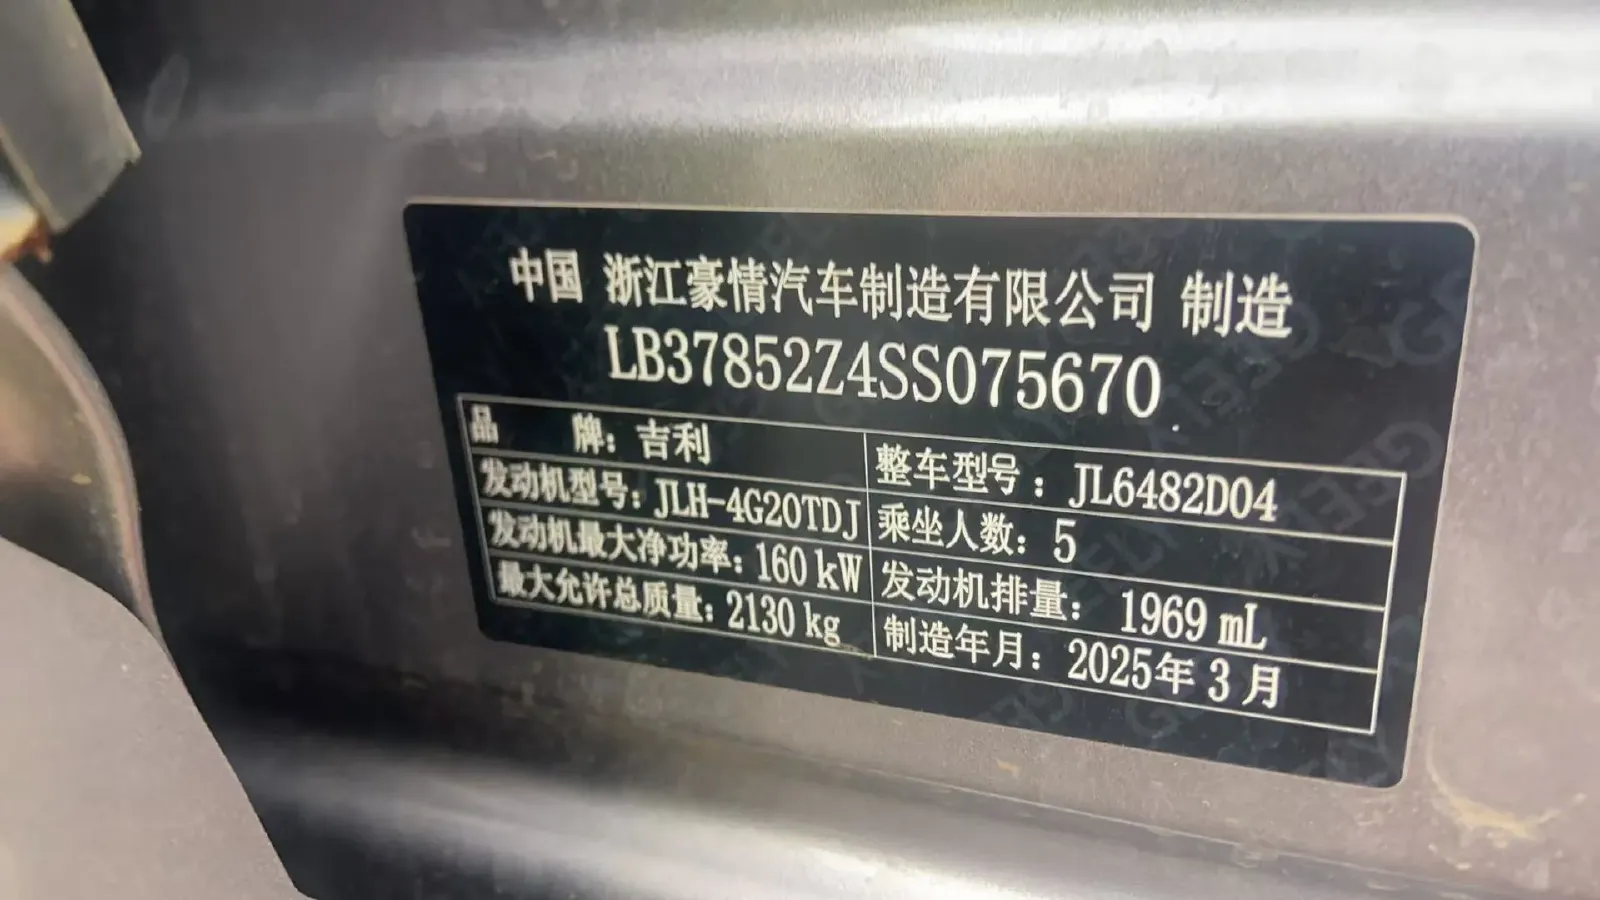 中国 浙江豪情汽车制造有限公司 制造
LB37852Z4SS075670
品 牌：吉利 整车型号：JL6482D04
发动机型号：JLH-4G20TDJ 乘坐人数：5
发动机最大净功率：160 kW 发动机排量：1969 mL
最大允许总质量：2130 kg 制造年月：2025年 3 月